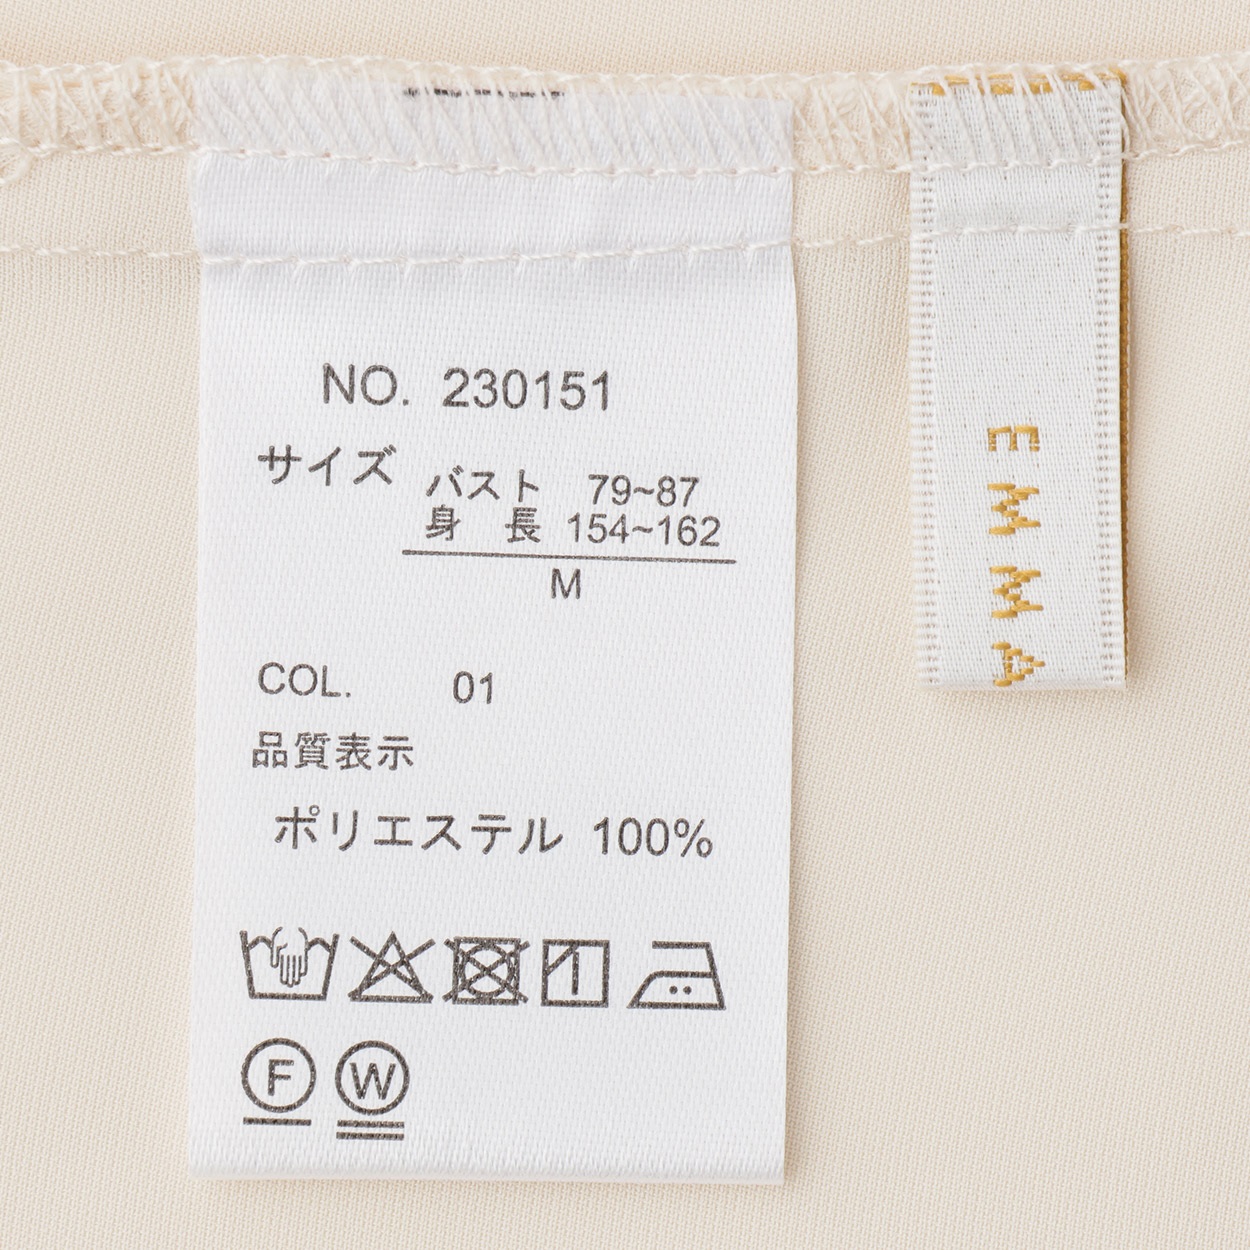 NO. 230151
サイズ
バスト 79~87
身 長 154~162
M
COL. 01
品質表示
ポリエステル 100%
F W
EMMA